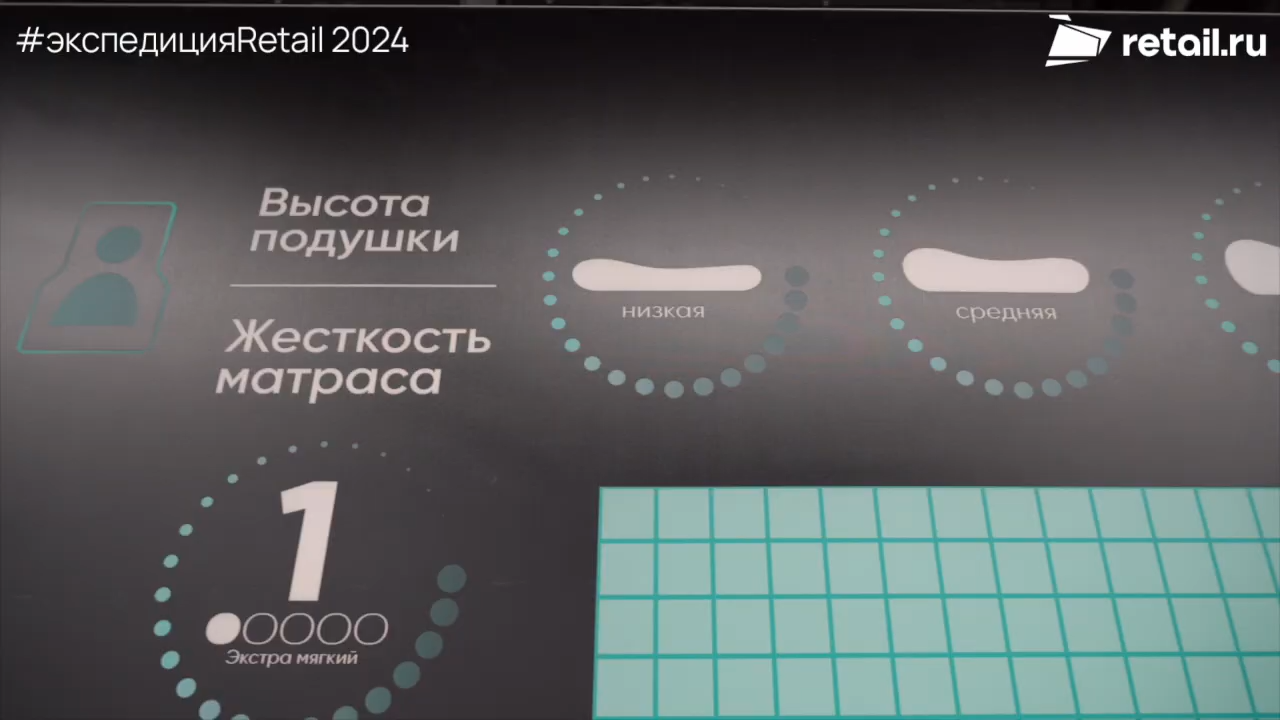 #экспедицияRetail 2024
retail.ru
Высота
подушки
низкая
средняя
Жесткость
матраса
1
Экстра мягкий